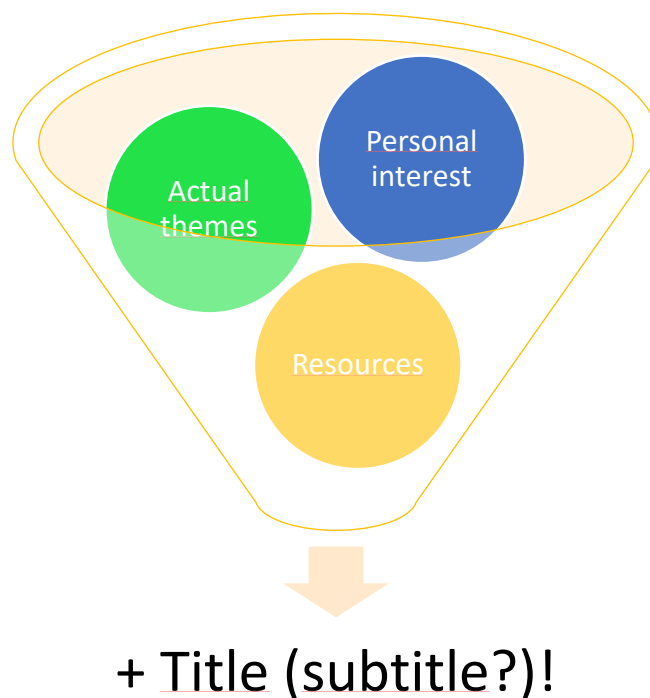 Personal
interest
Actual
themes
Resources
+ Title (subtitle?)!